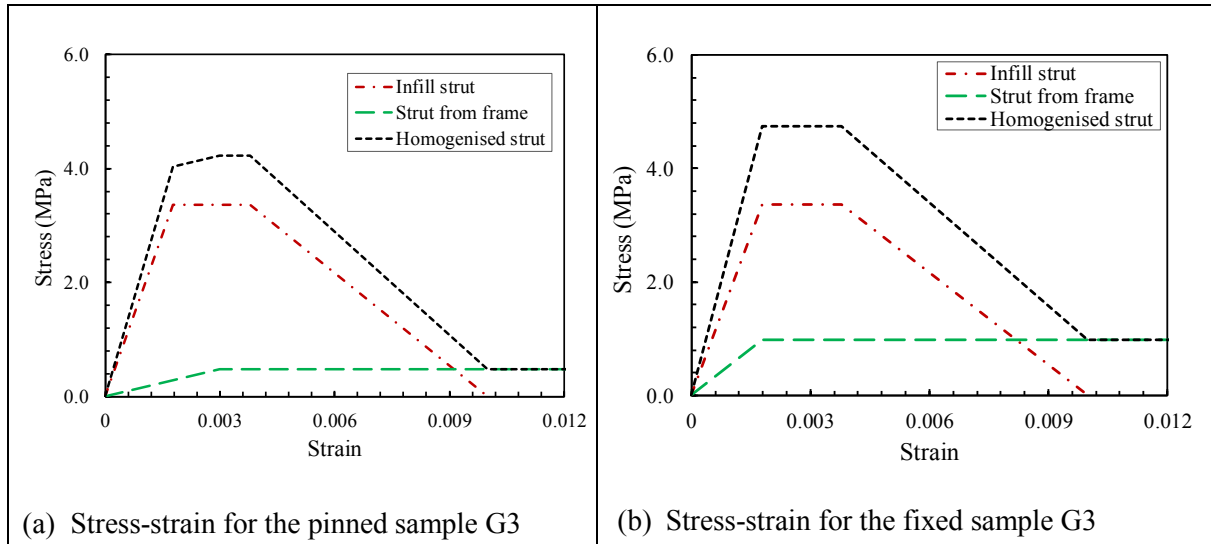 6.0
4.0
2.0
0.0
Stress (MPa)
Infill strut
Strut from frame
Homogenised strut
0 0.003 0.006 0.009 0.012
Strain
(a) Stress-strain for the pinned sample G3
6.0
4.0
2.0
0.0
Stress (MPa)
Infill strut
Strut from frame
Homogenised strut
0 0.003 0.006 0.009 0.012
Strain
(b) Stress-strain for the fixed sample G3